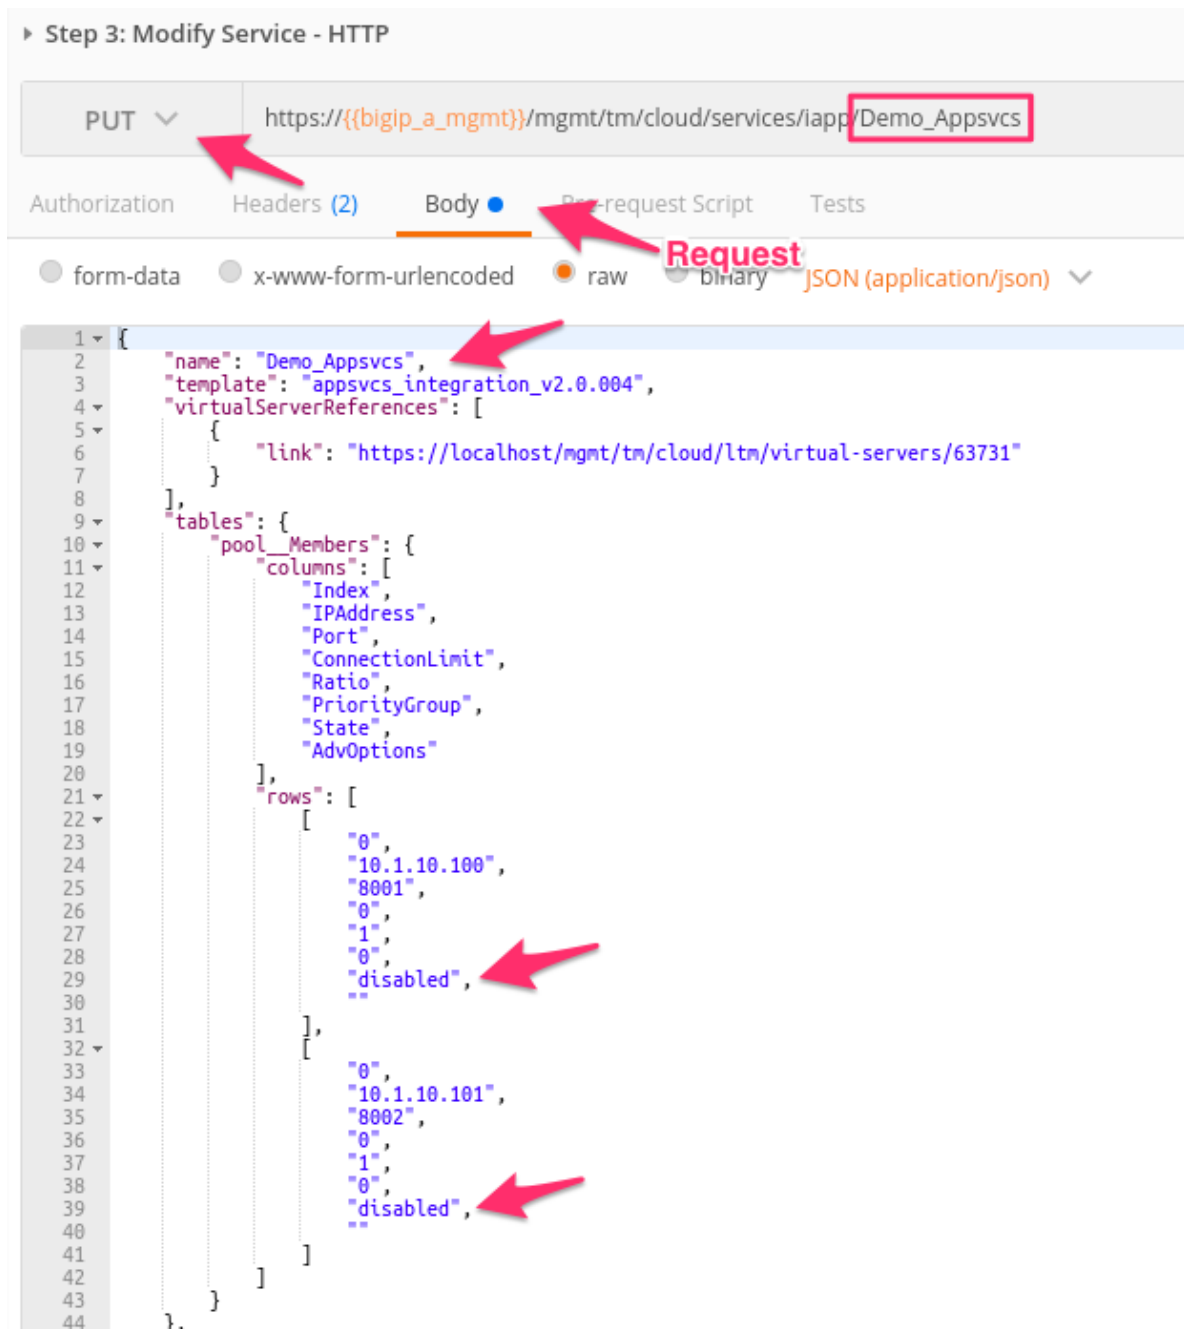 Step 3: Modify Service - HTTP
PUT https://{{bigip_a_mgmt}}/mgmt/tm/cloud/services/iapp/Demo_Appsvcs
Authorization Headers (2) Body Pre-request Script Tests
Request
form-data x-www-form-urlencoded raw binary JSON (application/json)
1 {
2 "name": "Demo_Appsvcs",
3 "template": "appsvcs_integration_v2.0.004",
4 "virtualServerReferences": [
5 {
6 "link": "https://localhost/mgmt/tm/cloud/ltm/virtual-servers/63731"
7 }
8 ],
9 "tables": {
10 "pool__Members": {
11 "columns": [
12 "Index",
13 "IPAddress",
14 "Port",
15 "ConnectionLimit",
16 "Ratio",
17 "PriorityGroup",
18 "State",
19 "AdvOptions"
20 ],
21 "rows": [
22 [
23 "0",
24 "10.1.10.100",
25 "8001",
26 "0",
27 "1",
28 "0",
29 "disabled",
30 ""
31 ],
32 [
33 "0",
34 "10.1.10.101",
35 "8002",
36 "0",
37 "1",
38 "0",
39 "disabled",
40 ""
41 ]
42 ]
43 }
44 },